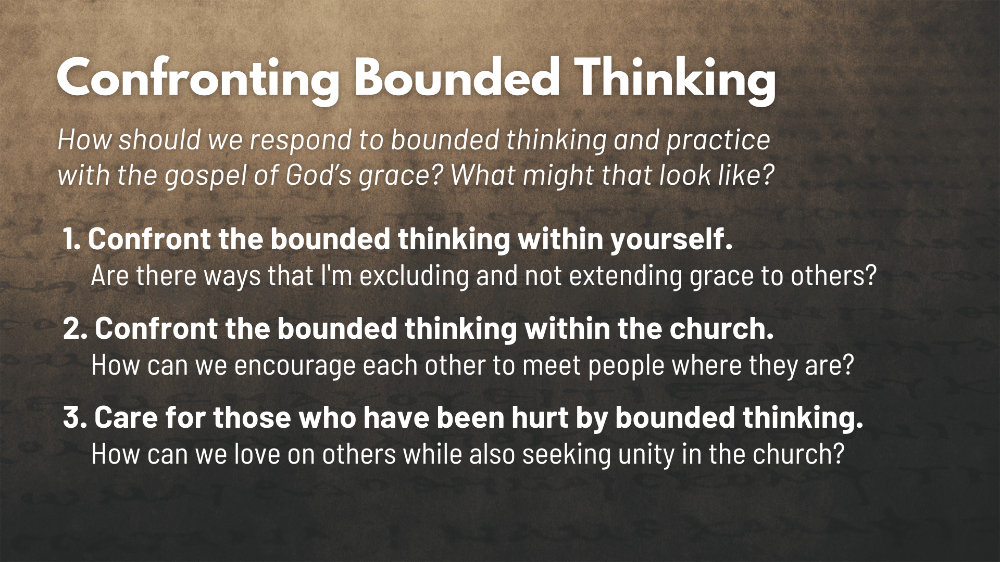 Confronting Bounded Thinking
How should we respond to bounded thinking and practice
with the gospel of God’s grace? What might that look like?
1. Confront the bounded thinking within yourself.
Are there ways that I'm excluding and not extending grace to others?
2. Confront the bounded thinking within the church.
How can we encourage each other to meet people where they are?
3. Care for those who have been hurt by bounded thinking.
How can we love on others while also seeking unity in the church?